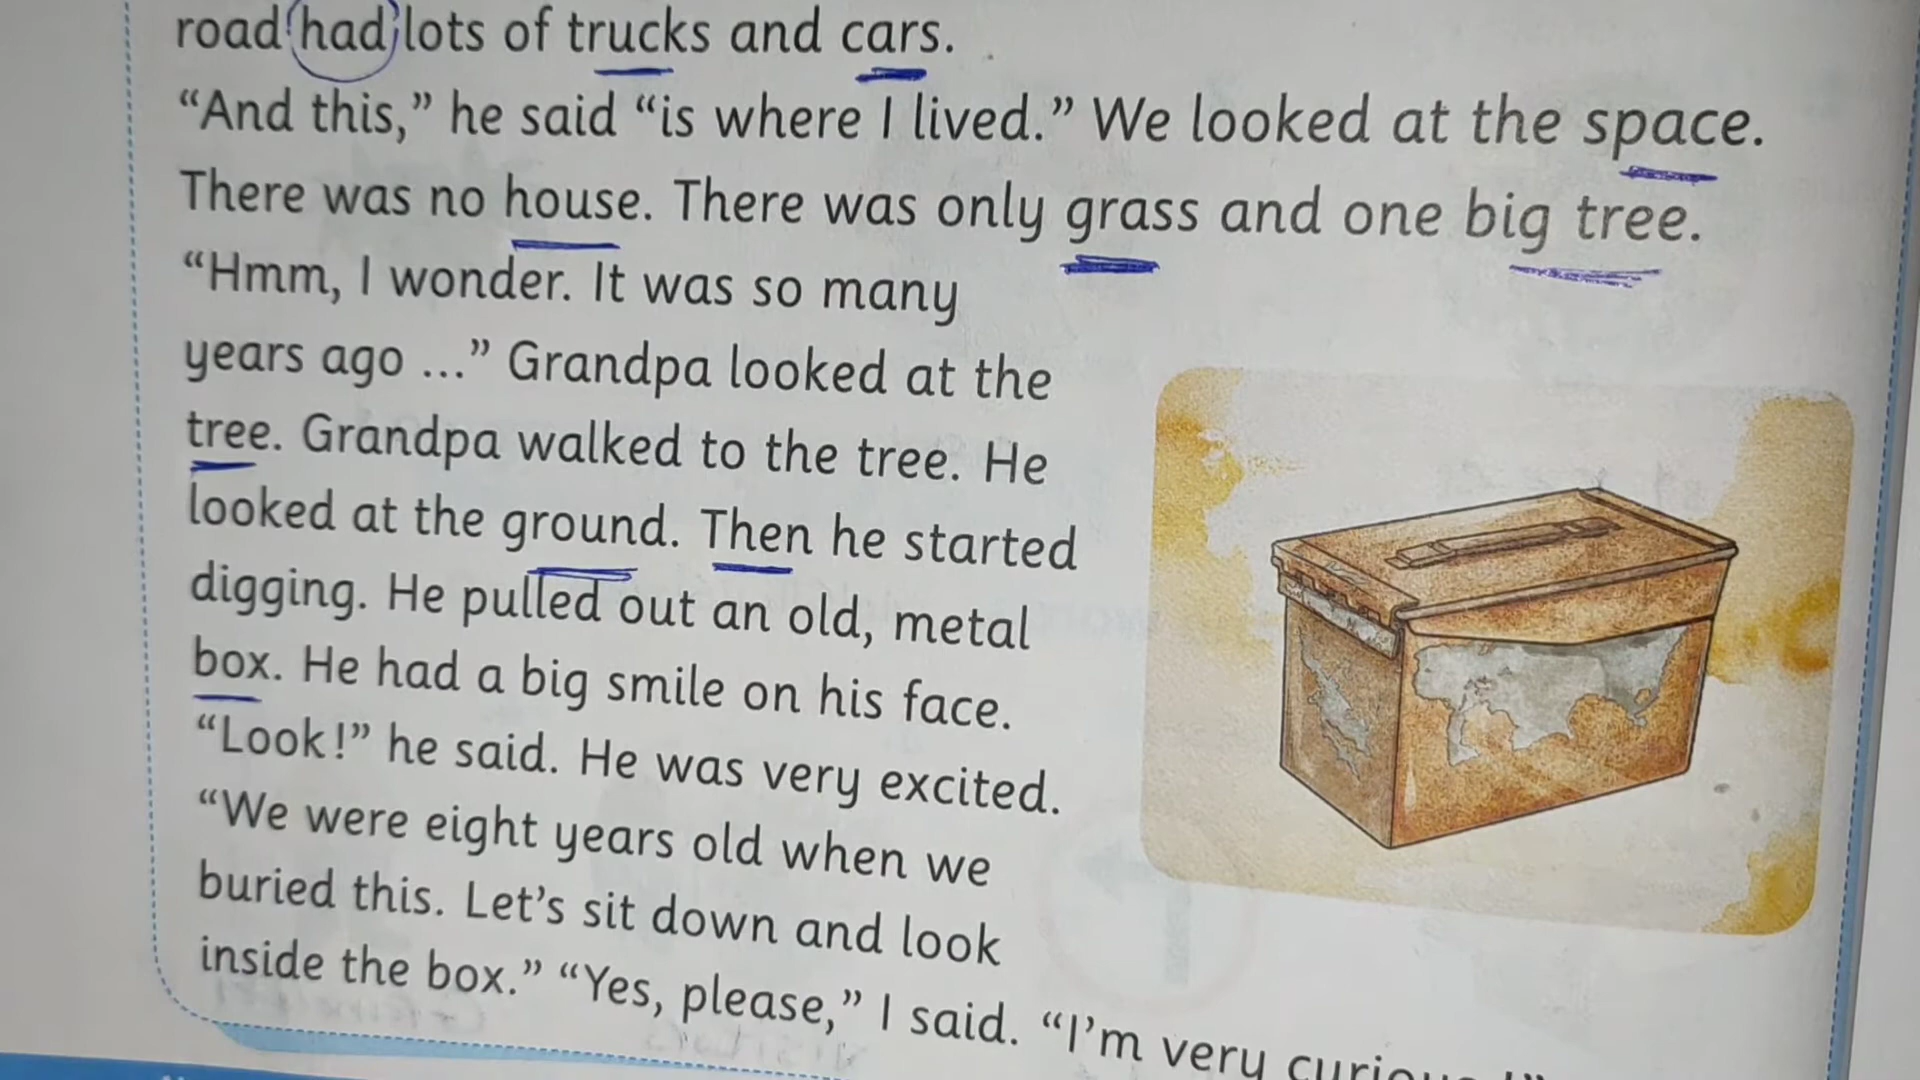 road had lots of trucks and cars.
“And this,” he said “is where I lived.” We looked at the space.
There was no house. There was only grass and one big tree.
“Hmm, I wonder. It was so many
years ago ...” Grandpa looked at the
tree. Grandpa walked to the tree. He
looked at the ground. Then he started
digging. He pulled out an old, metal
box. He had a big smile on his face.
“Look!” he said. He was very excited.
“We were eight years old when we
buried this. Let’s sit down and look
inside the box.” “Yes, please,” I said. “I’m very